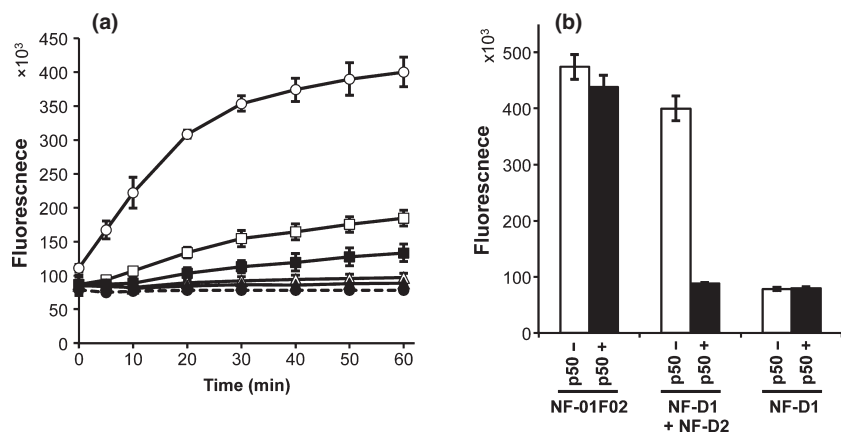 (a)
×10³
450
400
350
300
250
200
150
100
50
0
Fluorescnece
0 10 20 30 40 50 60
Time (min)
(b)
×10³
500
400
300
200
100
0
Fluorescnece
p50 − p50 + p50 − p50 + p50 − p50 +
NF-01F02 NF-D1 NF-D1
+ NF-D2